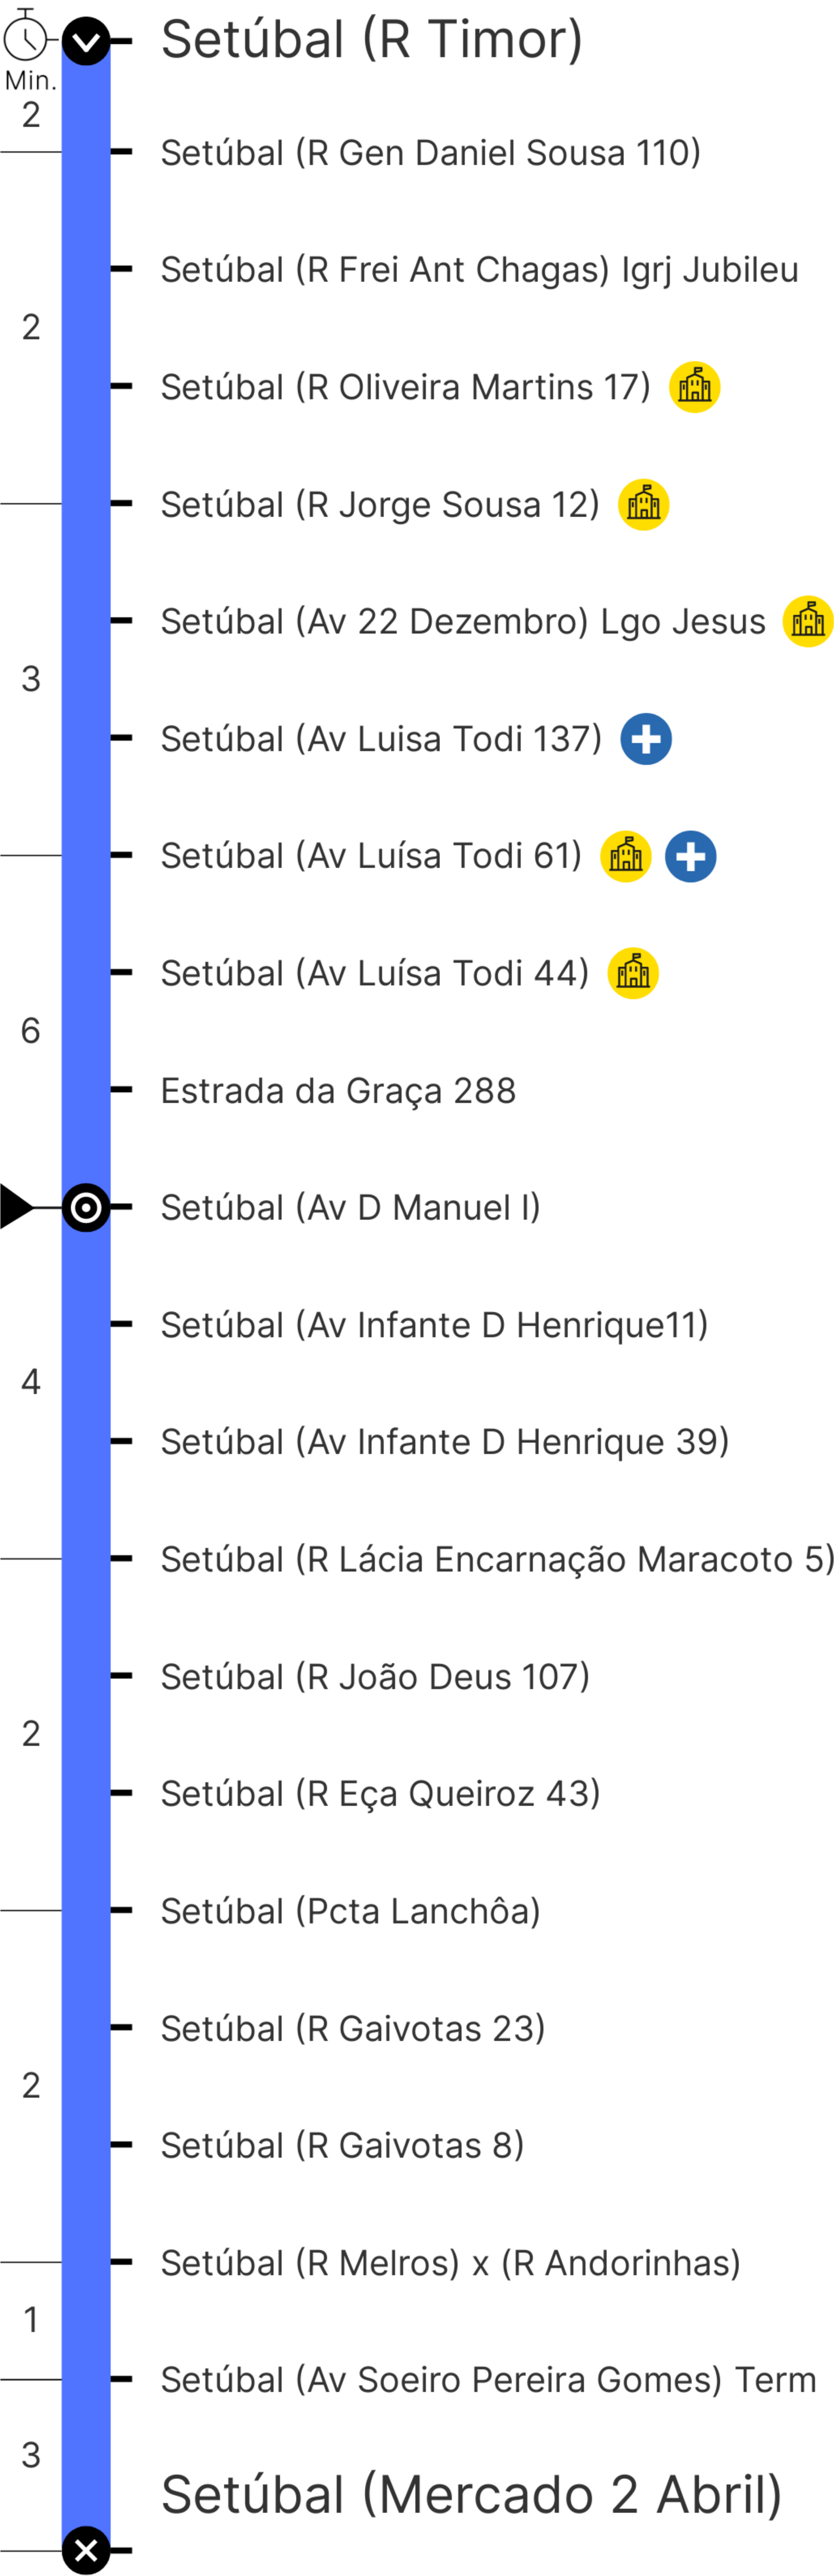 Setúbal (R Timor)
Min.
2
Setúbal (R Gen Daniel Sousa 110)
Setúbal (R Frei Ant Chagas) Igrj Jubileu
2
Setúbal (R Oliveira Martins 17)
Setúbal (R Jorge Sousa 12)
Setúbal (Av 22 Dezembro) Lgo Jesus
3
Setúbal (Av Luisa Todi 137)
Setúbal (Av Luísa Todi 61)
Setúbal (Av Luísa Todi 44)
6
Estrada da Graça 288
Setúbal (Av D Manuel I)
Setúbal (Av Infante D Henrique11)
4
Setúbal (Av Infante D Henrique 39)
Setúbal (R Lácia Encarnação Maracoto 5)
Setúbal (R João Deus 107)
2
Setúbal (R Eça Queiroz 43)
Setúbal (Pcta Lanchôa)
Setúbal (R Gaivotas 23)
2
Setúbal (R Gaivotas 8)
Setúbal (R Melros) x (R Andorinhas)
1
Setúbal (Av Soeiro Pereira Gomes) Term
3
Setúbal (Mercado 2 Abril)